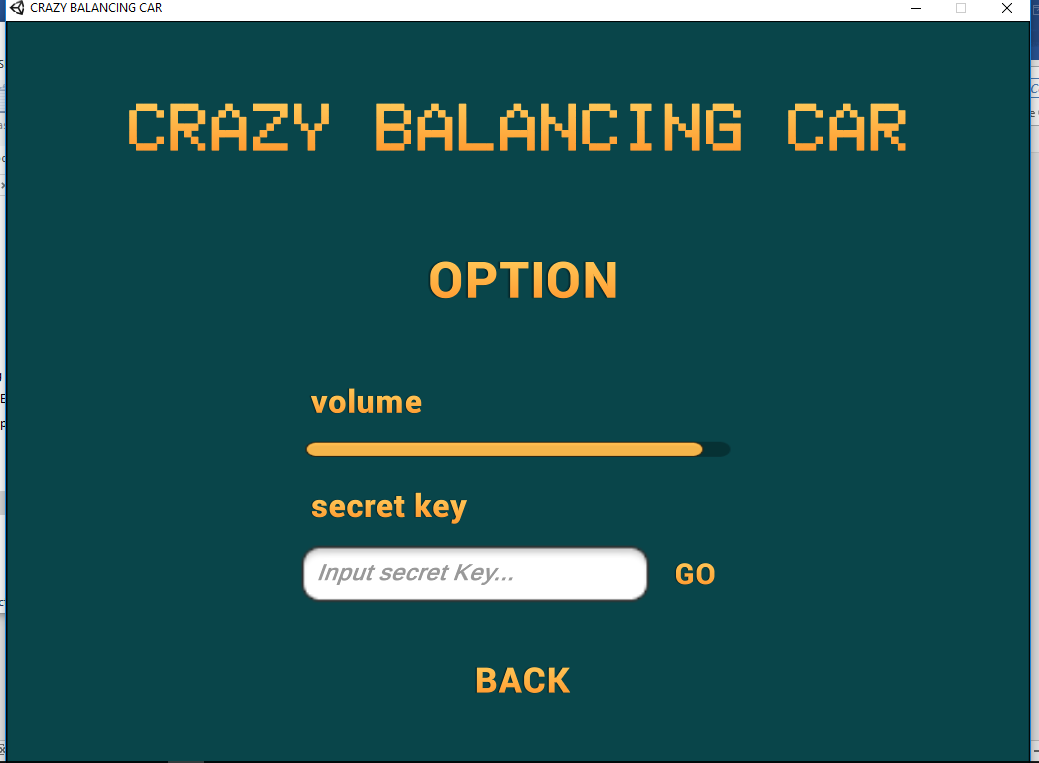 CRAZY BALANCING CAR
CRAZY BALANCING CAR
OPTION
volume
secret key
Input secret Key...
GO
BACK